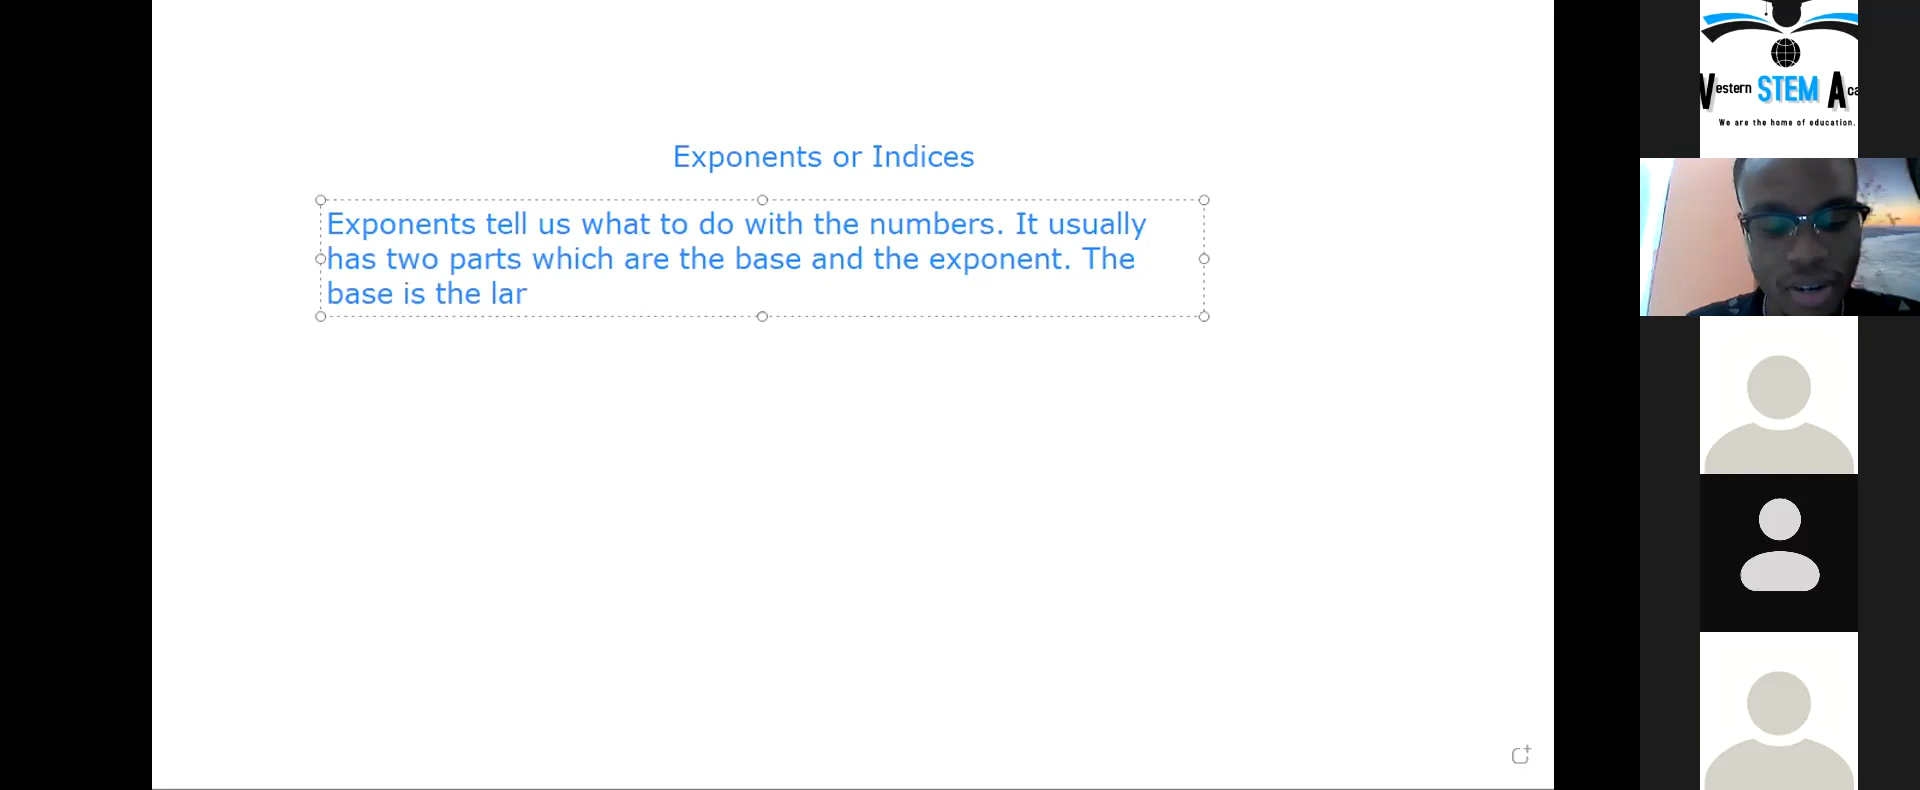 Exponents or Indices
Exponents tell us what to do with the numbers. It usually
has two parts which are the base and the exponent. The
base is the lar
estern STEM A
We are the home of education.